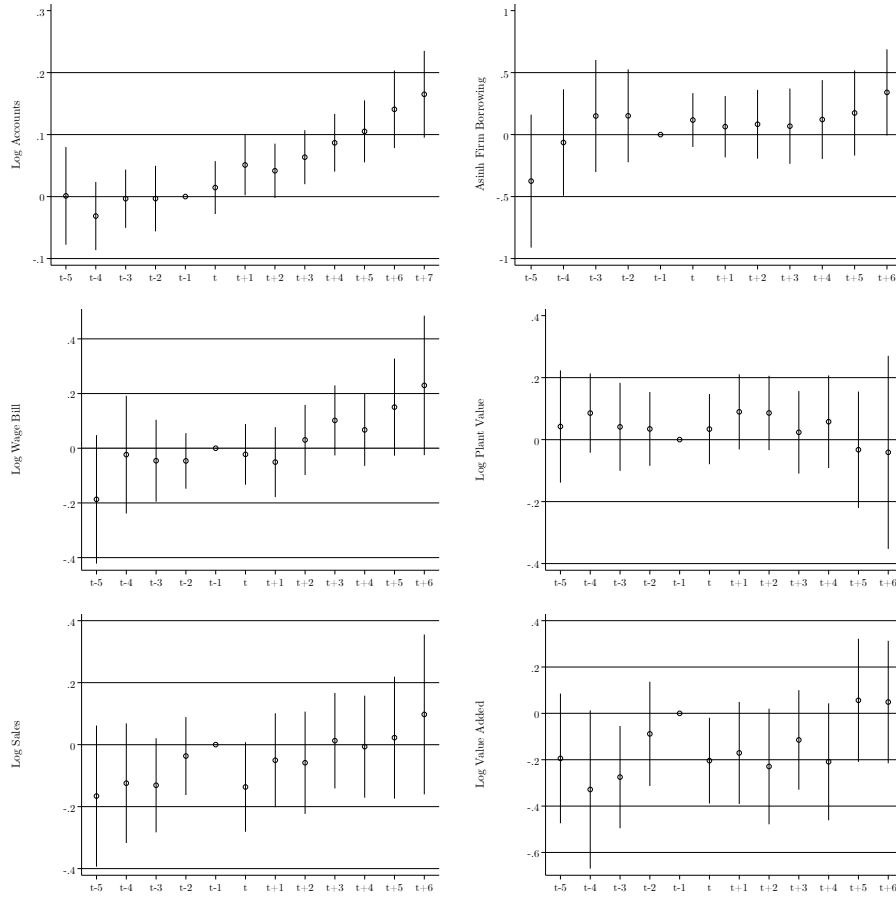 .3
.2
.1
0
-.1
Log Accounts
t-5 t-4 t-3 t-2 t-1 t t+1 t+2 t+3 t+4 t+5 t+6 t+7
1
.5
0
-.5
-1
Asinh Firm Borrowing
t-5 t-4 t-3 t-2 t-1 t t+1 t+2 t+3 t+4 t+5 t+6
.4
.2
0
-.2
-.4
Log Wage Bill
t-5 t-4 t-3 t-2 t-1 t t+1 t+2 t+3 t+4 t+5 t+6
.4
.2
0
-.2
-.4
Log Plant Value
t-5 t-4 t-3 t-2 t-1 t t+1 t+2 t+3 t+4 t+5 t+6
.4
.2
0
-.2
-.4
Log Sales
t-5 t-4 t-3 t-2 t-1 t t+1 t+2 t+3 t+4 t+5 t+6
.4
.2
0
-.2
-.4
-.6
Log Value Added
t-5 t-4 t-3 t-2 t-1 t t+1 t+2 t+3 t+4 t+5 t+6